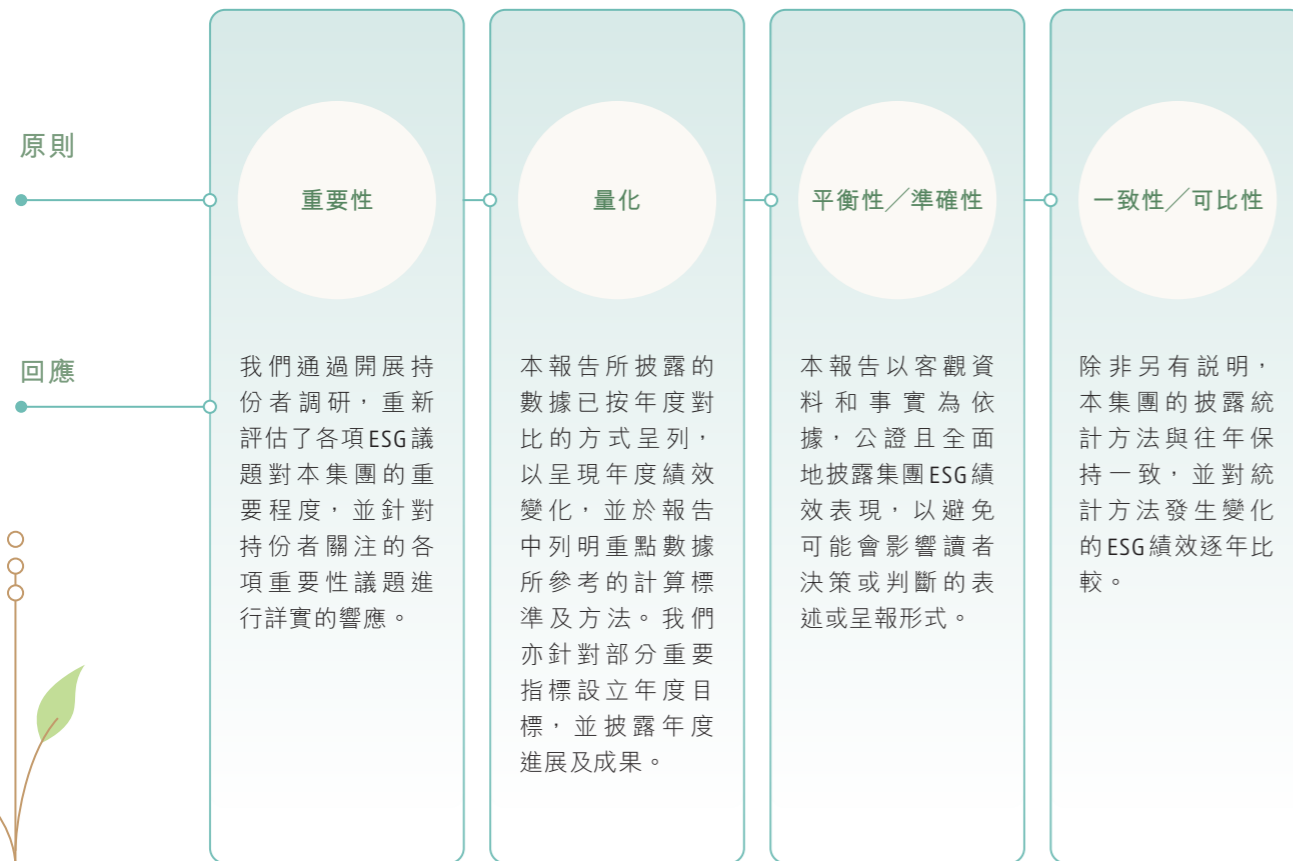 原則
重要性
量化
平衡性／準確性
一致性／可比性
回應
我們通過開展持
份者調研，重新
評估了各項ESG議
題對本集團的重
要程度，並針對
持份者關注的各
項重要性議題進
行詳實的響應。
本報告所披露的
數據已按年度對
比的方式呈列，
以呈現年度績效
變化，並於報告
中列明重點數據
所參考的計算標
準及方法。我們
亦針對部分重要
指標設立年度目
標，並披露年度
進展及成果。
本報告以客觀資
料和事實為依
據，公證且全面
地披露集團ESG績
效表現，以避免
可能會影響讀者
決策或判斷的表
述或呈報形式。
除非另有説明，
本集團的披露統
計方法與往年保
持一致，並對統
計方法發生變化
的ESG績效逐年比
較。